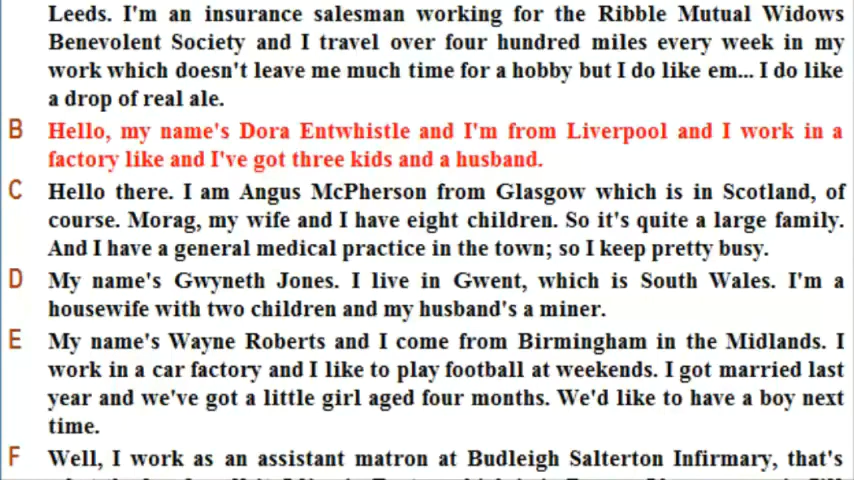 Leeds. I'm an insurance salesman working for the Ribble Mutual Widows
Benevolent Society and I travel over four hundred miles every week in my
work which doesn't leave me much time for a hobby but I do like em... I do like
a drop of real ale.
B Hello, my name's Dora Entwhistle and I'm from Liverpool and I work in a
factory like and I've got three kids and a husband.
C Hello there. I am Angus McPherson from Glasgow which is in Scotland, of
course. Morag, my wife and I have eight children. So it's quite a large family.
And I have a general medical practice in the town; so I keep pretty busy.
D My name's Gwyneth Jones. I live in Gwent, which is South Wales. I'm a
housewife with two children and my husband's a miner.
E My name's Wayne Roberts and I come from Birmingham in the Midlands. I
work in a car factory and I like to play football at weekends. I got married last
year and we've got a little girl aged four months. We'd like to have a boy next
time.
F Well, I work as an assistant matron at Budleigh Salterton Infirmary, that's